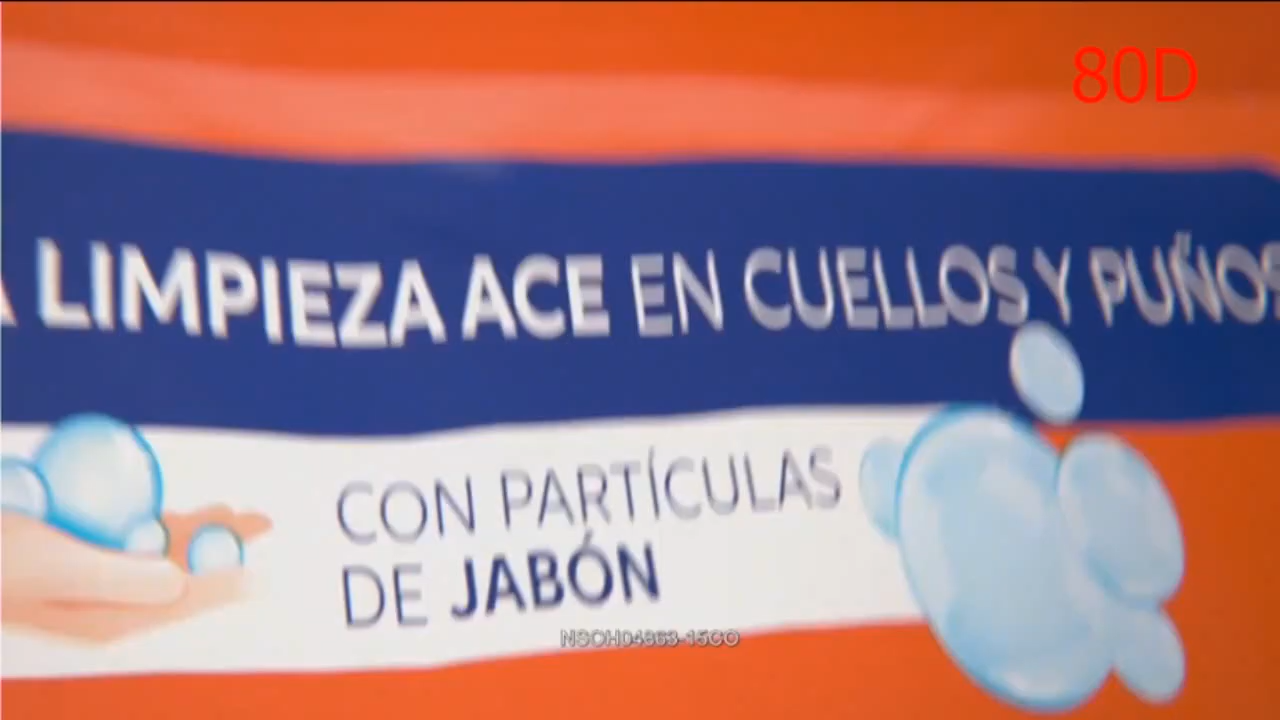 80D
LIMPIEZA ACE EN CUELLOS Y PUÑOS
CON PARTÍCULAS
DE JABÓN